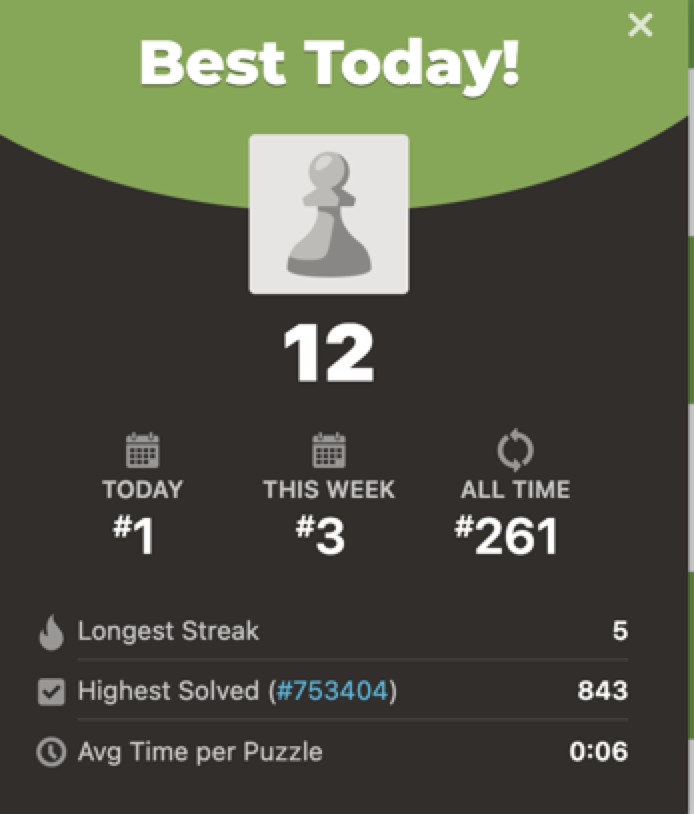 Best Today!
12
TODAY THIS WEEK ALL TIME
#1 #3 #261
Longest Streak 5
Highest Solved (#753404) 843
Avg Time per Puzzle 0:06